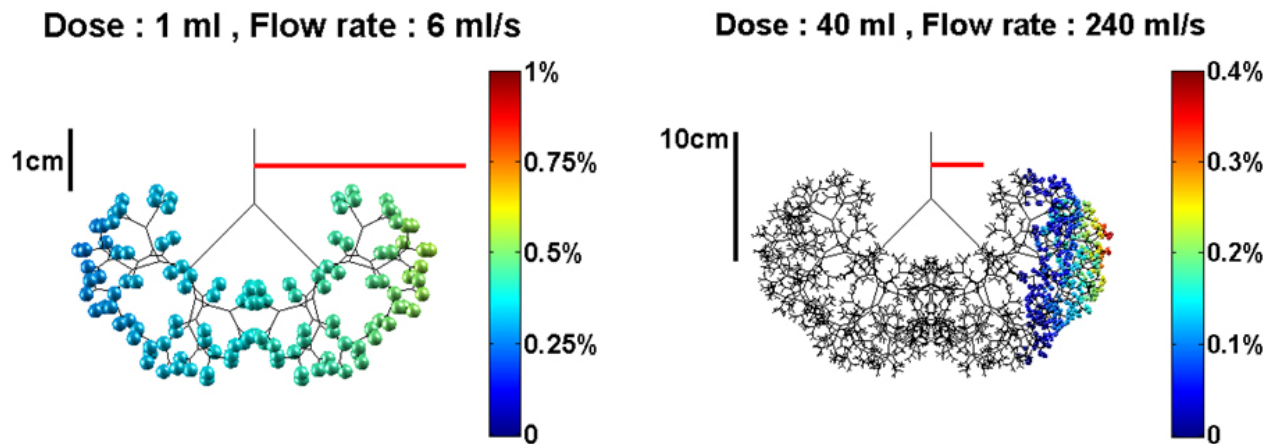 Dose : 1 ml , Flow rate : 6 ml/s
1cm
1%
0.75%
0.5%
0.25%
0
Dose : 40 ml , Flow rate : 240 ml/s
10cm
0.4%
0.3%
0.2%
0.1%
0